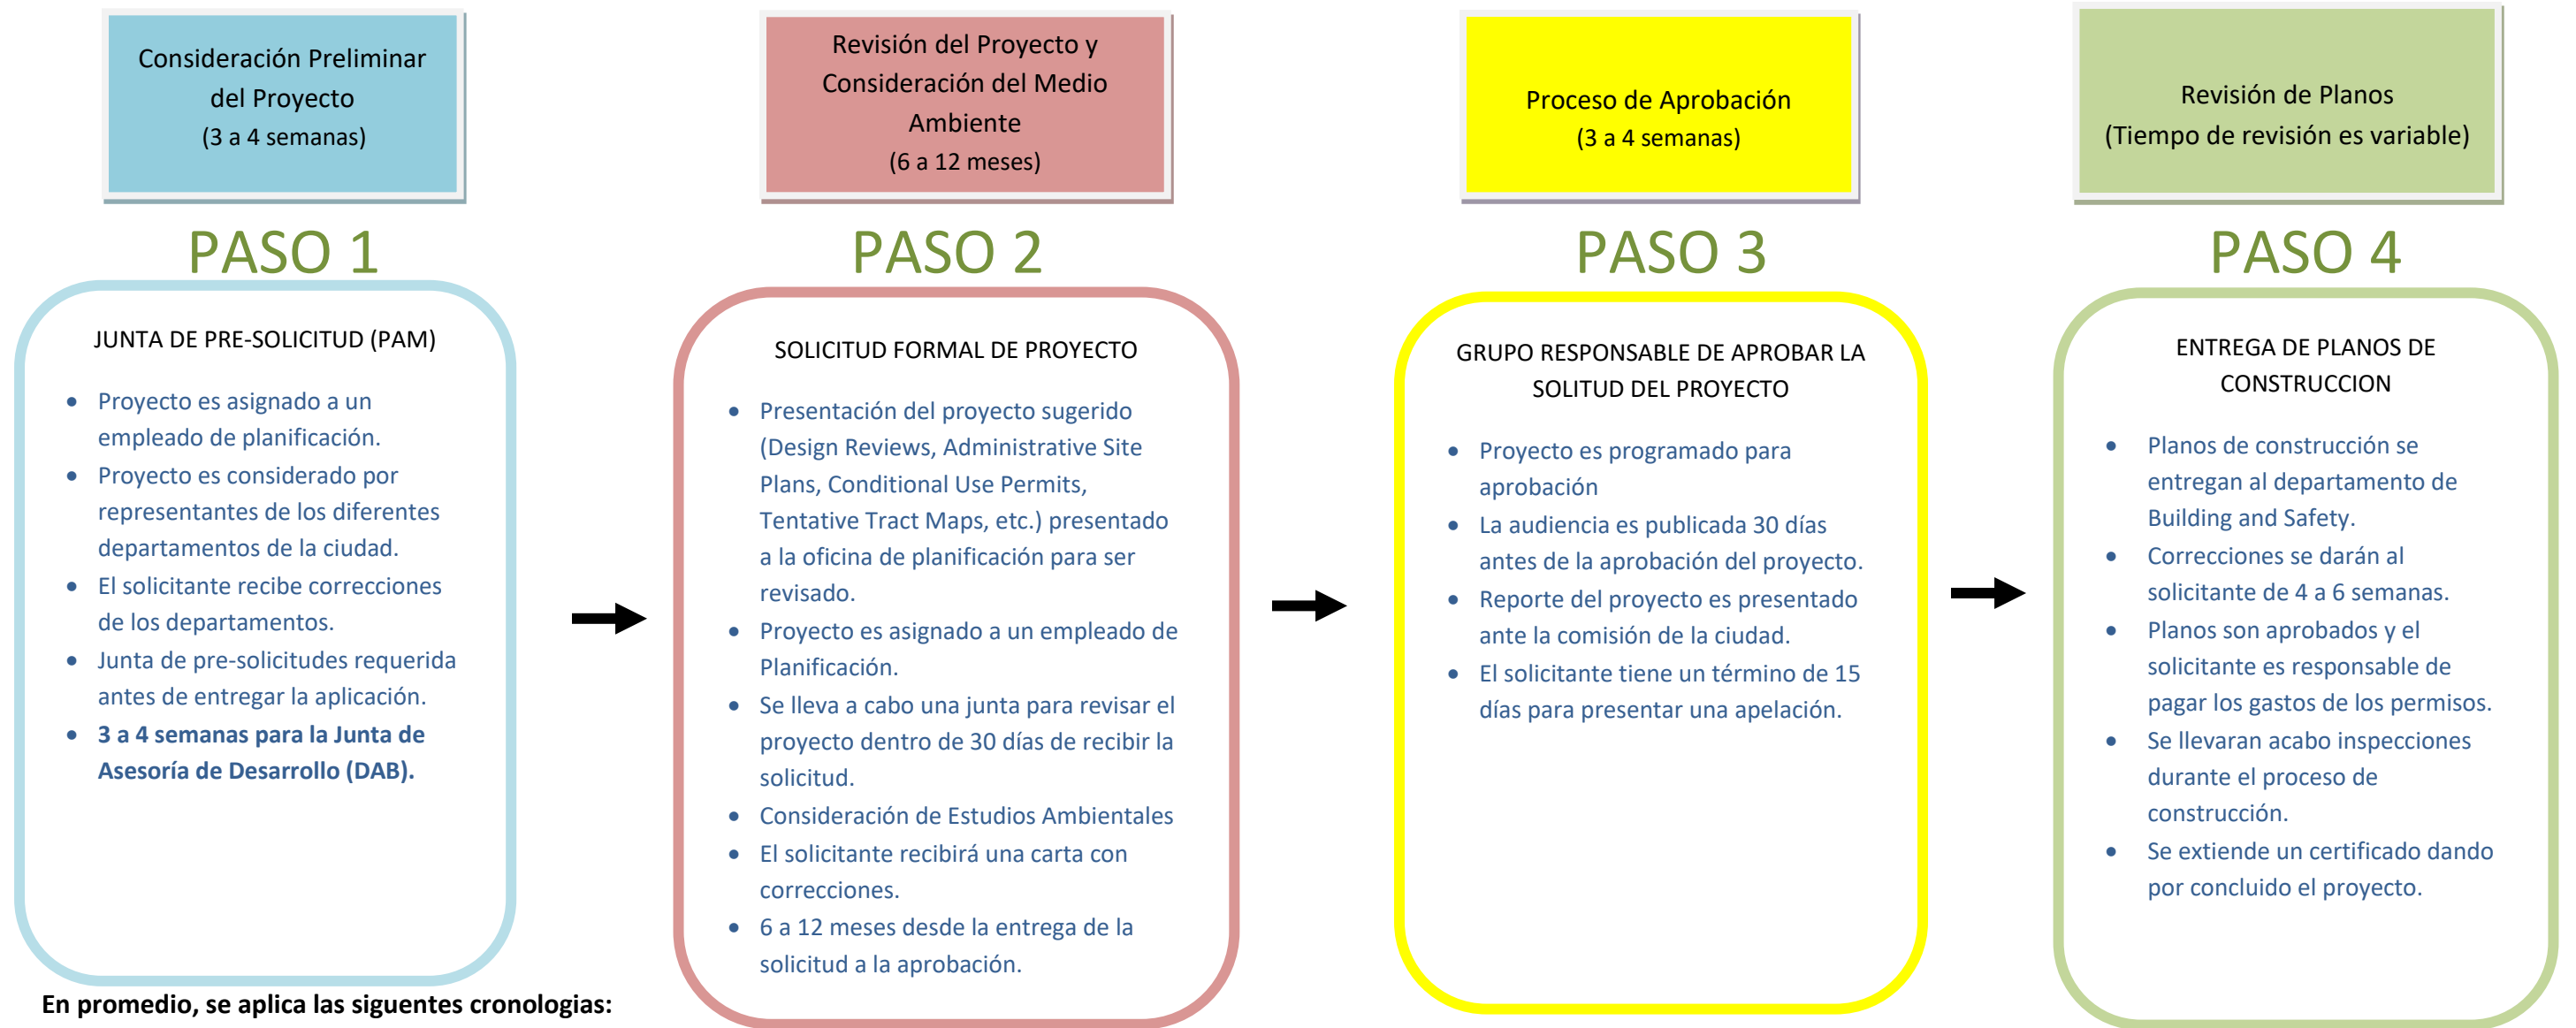 Consideración Preliminar
del Proyecto
(3 a 4 semanas)
PASO 1
JUNTA DE PRE-SOLICITUD (PAM)
• Proyecto es asignado a un
empleado de planificación.
• Proyecto es considerado por
representantes de los diferentes
departamentos de la ciudad.
• El solicitante recibe correcciones
de los departamentos.
• Junta de pre-solicitudes requerida
antes de entregar la aplicación.
• 3 a 4 semanas para la Junta de
Asesoría de Desarrollo (DAB).
Revisión del Proyecto y
Consideración del Medio
Ambiente
(6 a 12 meses)
PASO 2
SOLICITUD FORMAL DE PROYECTO
• Presentación del proyecto sugerido
(Design Reviews, Administrative Site
Plans, Conditional Use Permits,
Tentative Tract Maps, etc.) presentado
a la oficina de planificación para ser
revisado.
• Proyecto es asignado a un empleado de
Planificación.
• Se lleva a cabo una junta para revisar el
proyecto dentro de 30 días de recibir la
solicitud.
• Consideración de Estudios Ambientales
• El solicitante recibirá una carta con
correcciones.
• 6 a 12 meses desde la entrega de la
solicitud a la aprobación.
Proceso de Aprobación
(3 a 4 semanas)
PASO 3
GRUPO RESPONSABLE DE APROBAR LA
SOLITUD DEL PROYECTO
• Proyecto es programado para
aprobación
• La audiencia es publicada 30 días
antes de la aprobación del proyecto.
• Reporte del proyecto es presentado
ante la comisión de la ciudad.
• El solicitante tiene un término de 15
días para presentar una apelación.
Revisión de Planos
(Tiempo de revisión es variable)
PASO 4
ENTREGA DE PLANOS DE
CONSTRUCCION
• Planos de construcción se
entregan al departamento de
Building and Safety.
• Correcciones se darán al
solicitante de 4 a 6 semanas.
• Planos son aprobados y el
solicitante es responsable de
pagar los gastos de los permisos.
• Se llevaran acabo inspecciones
durante el proceso de
construcción.
• Se extiende un certificado dando
por concluido el proyecto.
En promedio, se aplica las siguentes cronologias: